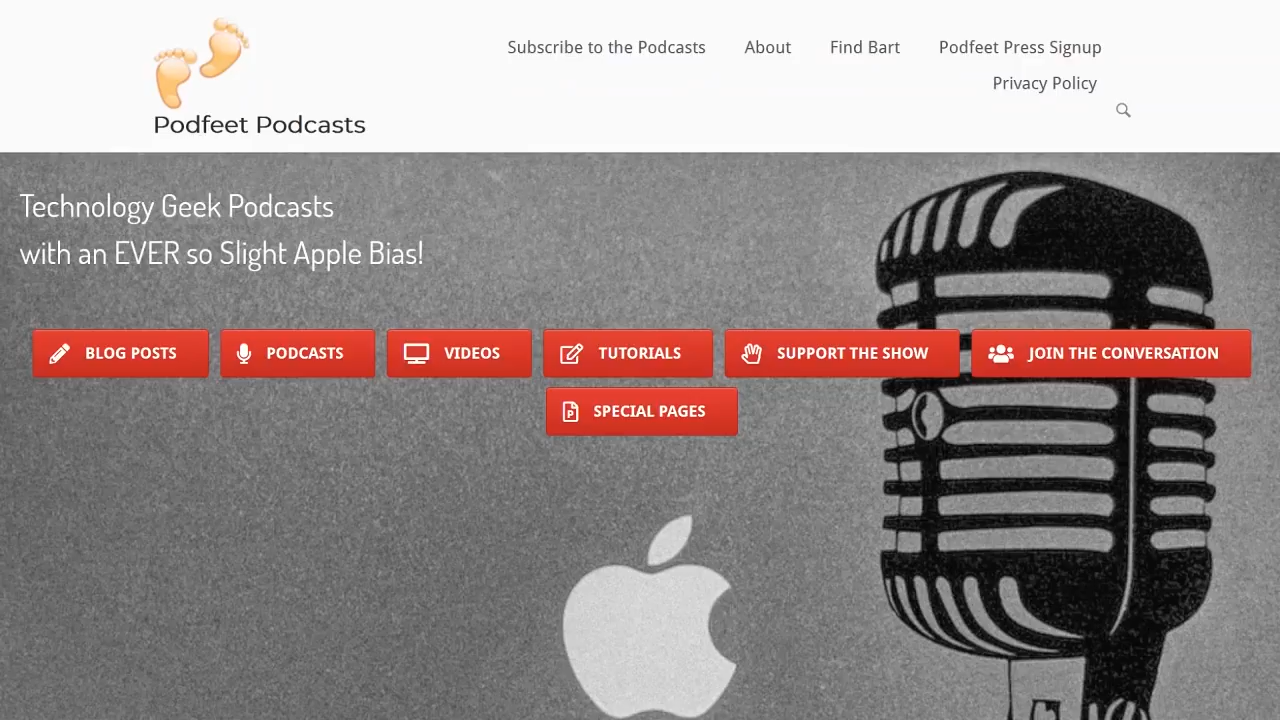 Subscribe to the Podcasts
About
Find Bart
Podfeet Press Signup
Privacy Policy
Podfeet Podcasts
Technology Geek Podcasts
with an EVER so Slight Apple Bias!
BLOG POSTS
PODCASTS
VIDEOS
TUTORIALS
SUPPORT THE SHOW
JOIN THE CONVERSATION
SPECIAL PAGES